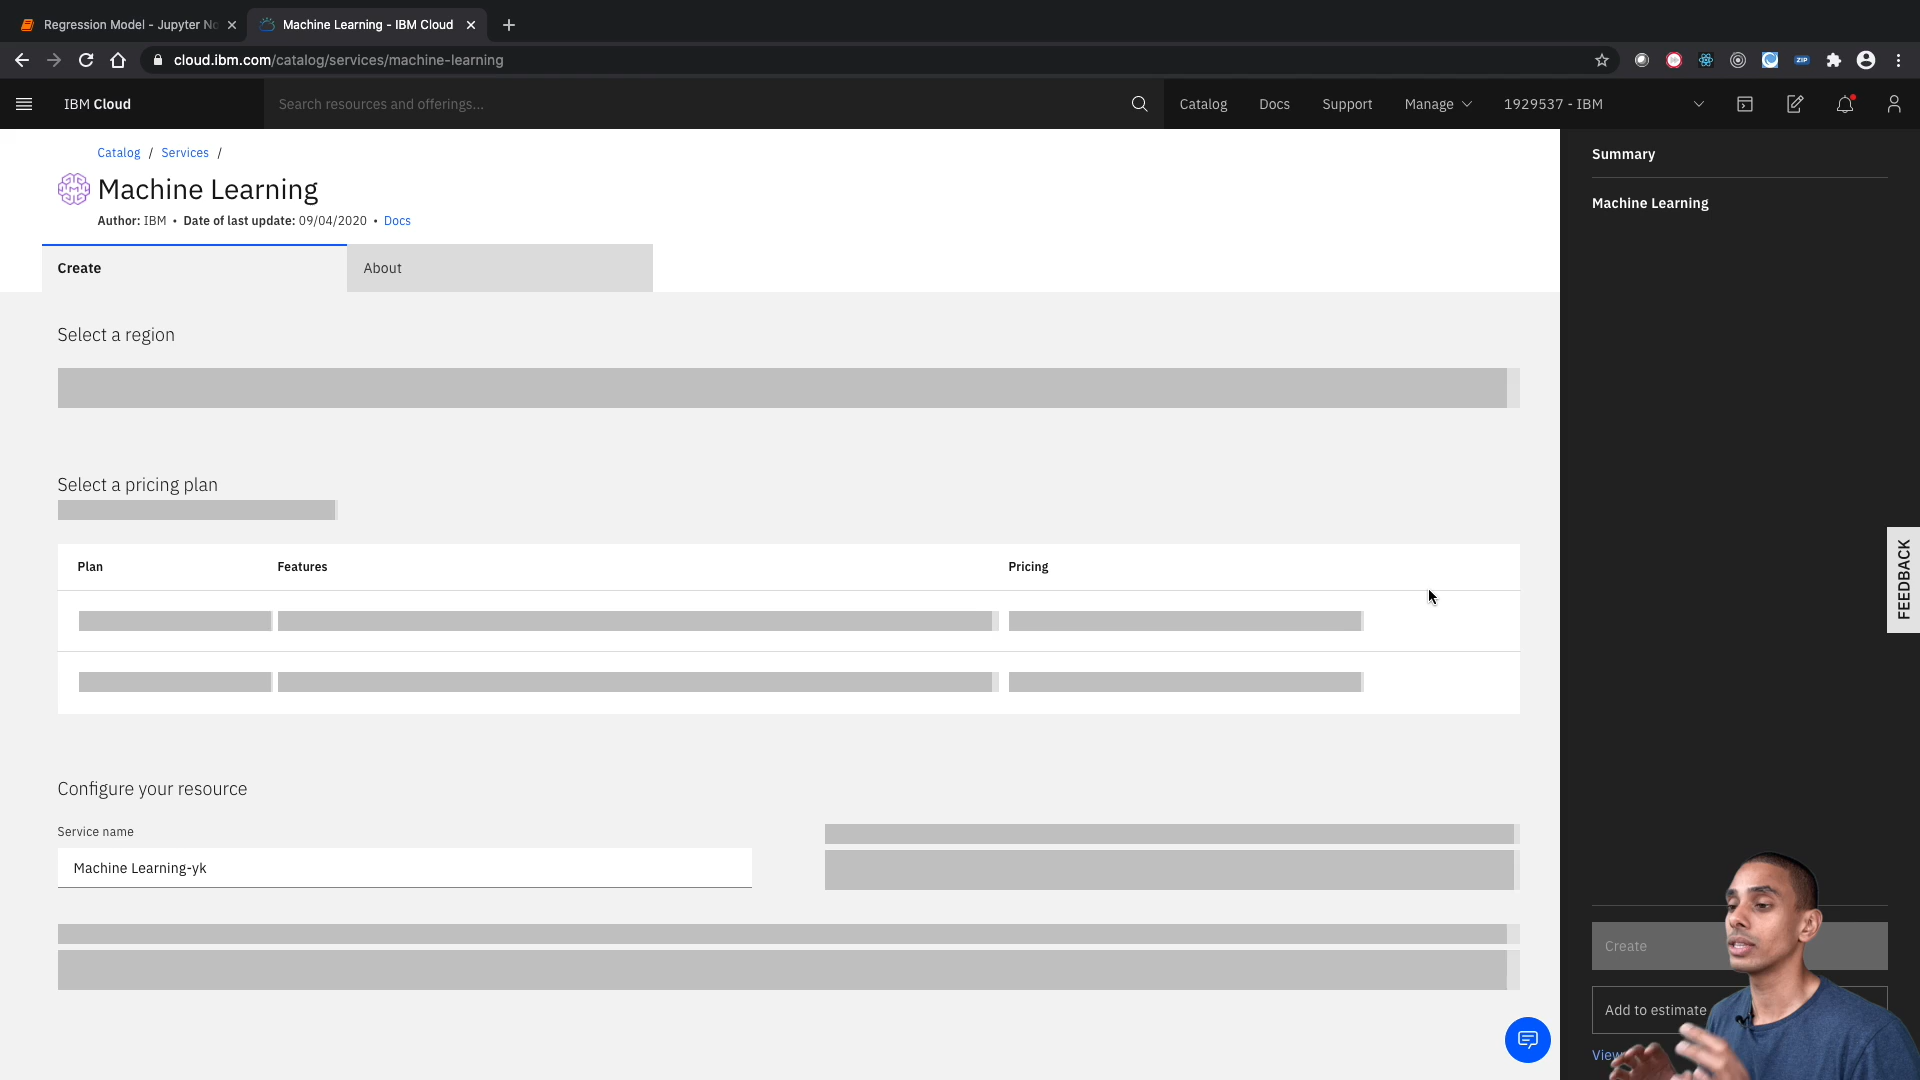 Regression Model - Jupyter No
Machine Learning - IBM Cloud
cloud.ibm.com/catalog/services/machine-learning
ZIP
IBM Cloud
Search resources and offerings...
Catalog
Docs
Support
Manage
1929537 - IBM
Catalog / Services /
Machine Learning
Author: IBM • Date of last update: 09/04/2020 • Docs
Create
About
Select a region
Select a pricing plan
Plan
Features
Pricing
Configure your resource
Service name
Machine Learning-yk
Summary
Machine Learning
FEEDBACK
Create
Add to estimate
View